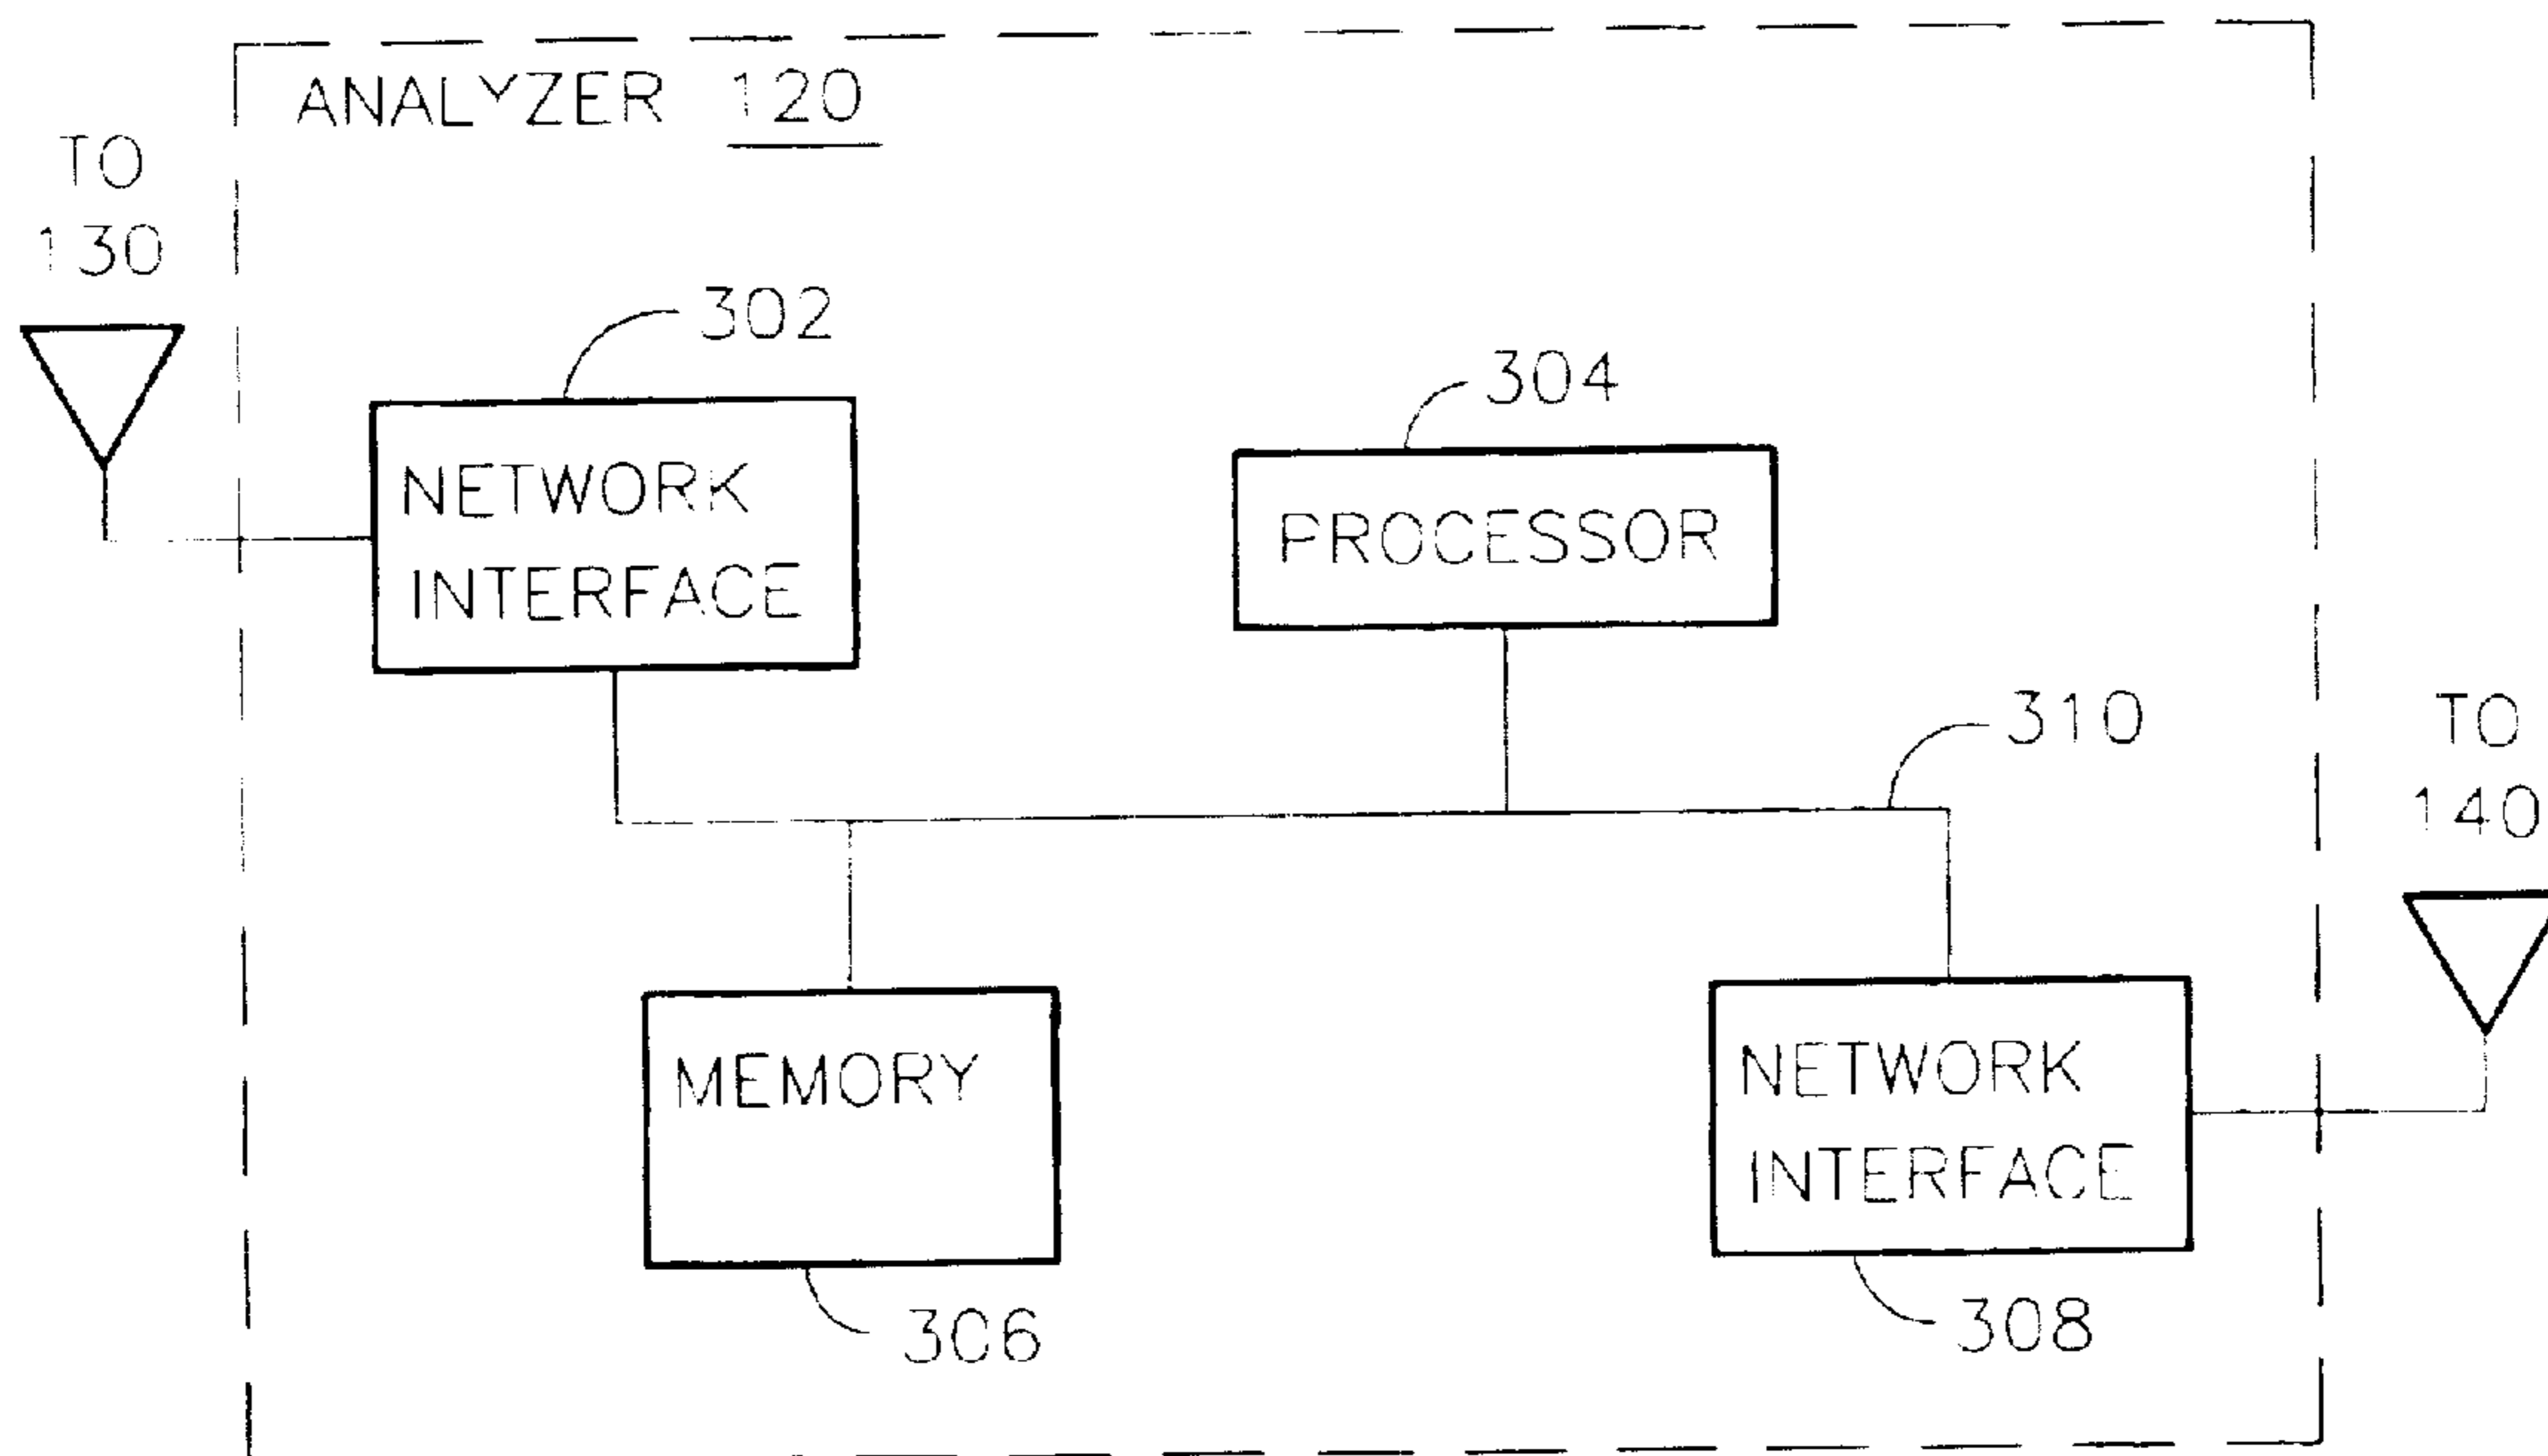 ANALYZER 120
TO
130
302
NETWORK
INTERFACE
304
PROCESSOR
310
TO
140
MEMORY
306
NETWORK
INTERFACE
308